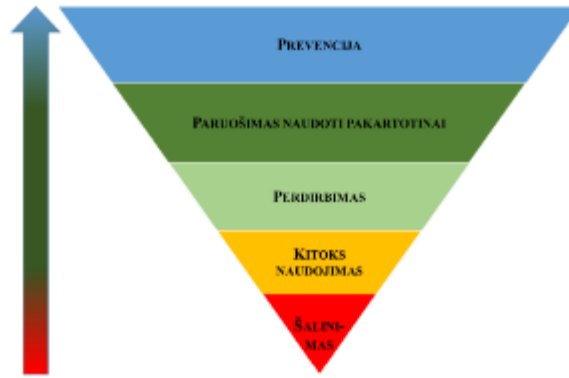 PREVENCIJA
PARUOŠIMAS NAUDOTI PAKARTOTINAI
PERDIRBIMAS
KITOKS
NAUDOJIMAS
ŠALINI-
MAS